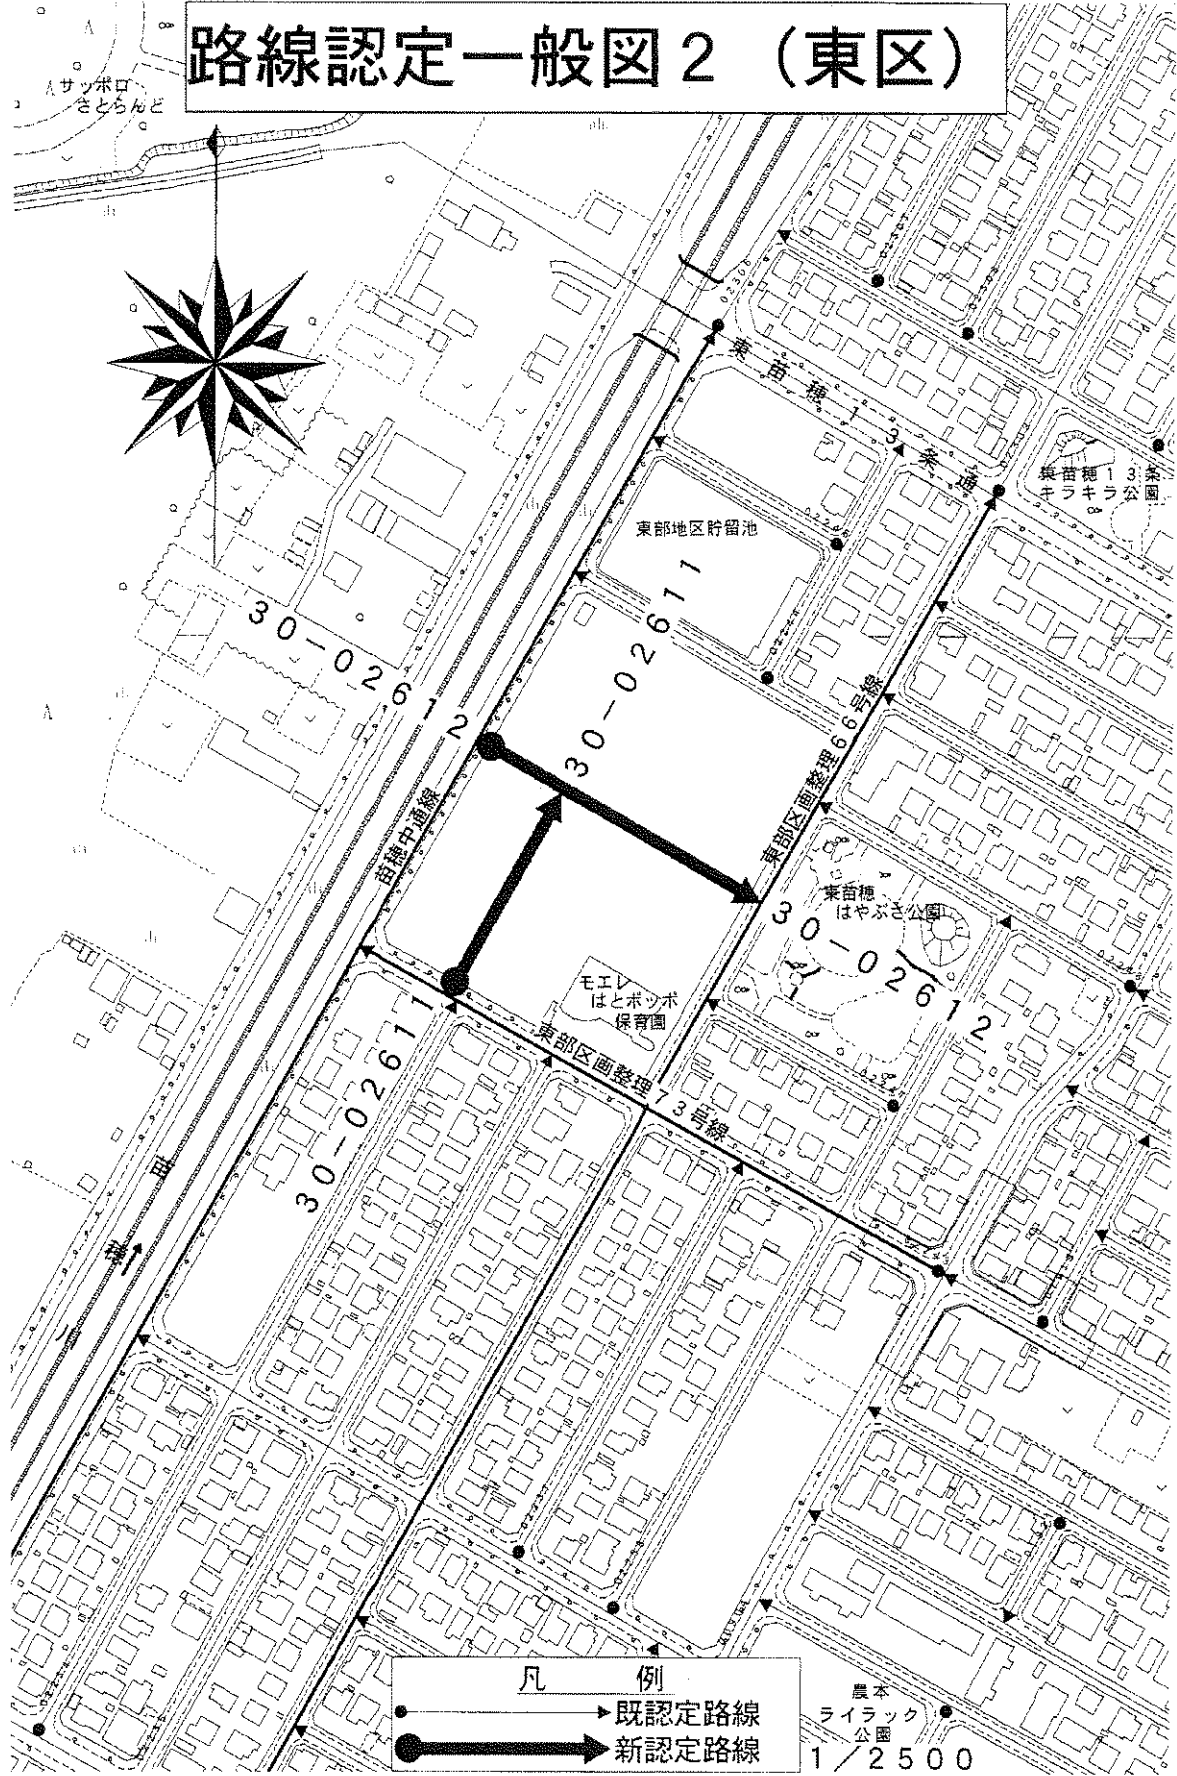 路線認定一般図2（東区）
サッポロ
さとらんど
東苗穂13条通
東苗穂13条
キラキラ公園
東部地区貯留池
30-02611
30-02612
東部区画整理66号線
苗穂中通線
東苗穂
はやぶさ公園
30-02612
モエレ
はとポッポ
保育園
東部区画整理73号線
30-02611
苗
穂
川
凡例
既認定路線
新認定路線
農本
ライラック
公園
1/2500